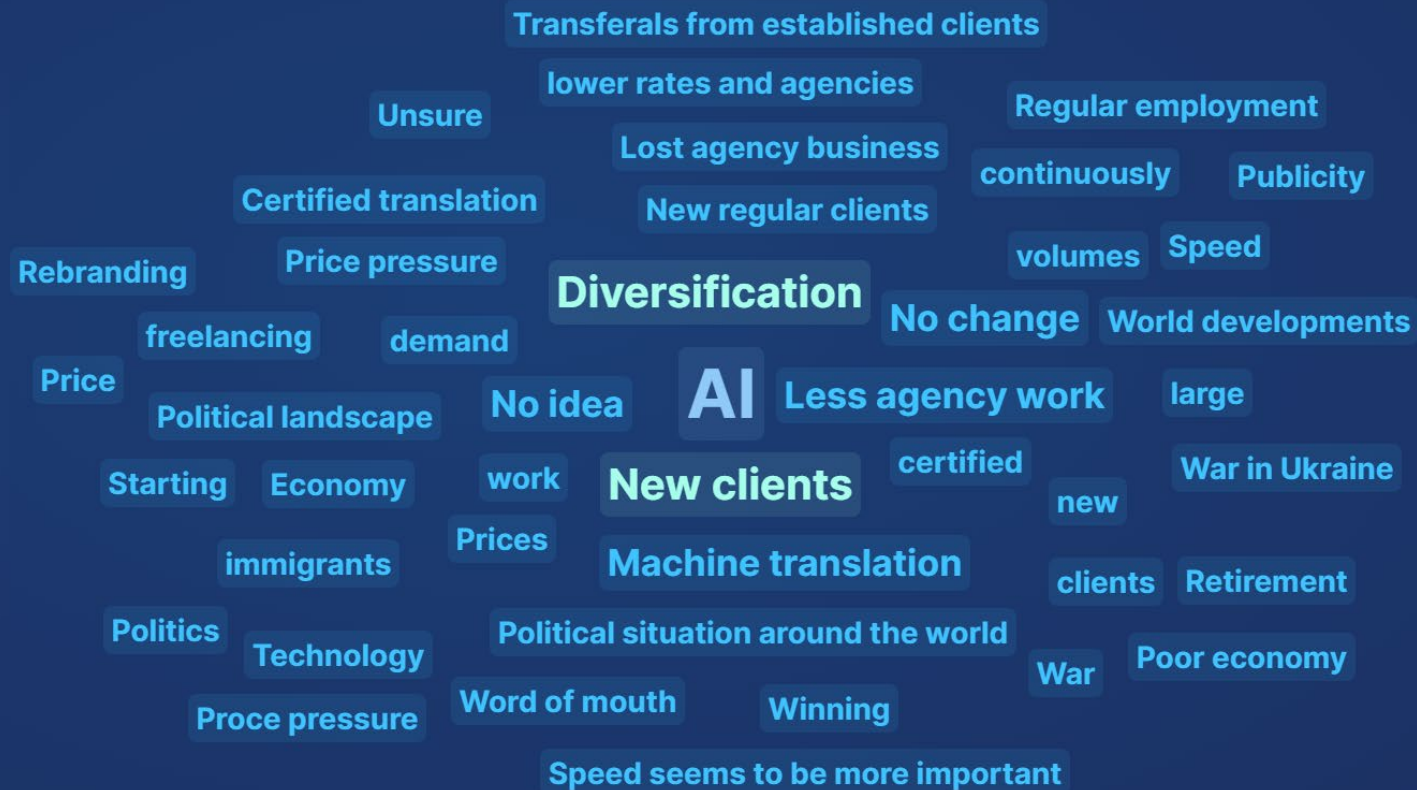 Transferals from established clients
lower rates and agencies
Regular employment
Unsure
Lost agency business
continuously
Publicity
Certified translation
New regular clients
Speed
volumes
Price pressure
Rebranding
Diversification
No change
World developments
freelancing
demand
Price
AI
Less agency work
large
No idea
Political landscape
certified
War in Ukraine
work
New clients
Starting
Economy
new
Prices
immigrants
Machine translation
clients
Retirement
Politics
Political situation around the world
Technology
Poor economy
War
Word of mouth
Winning
Proce pressure
Speed seems to be more important